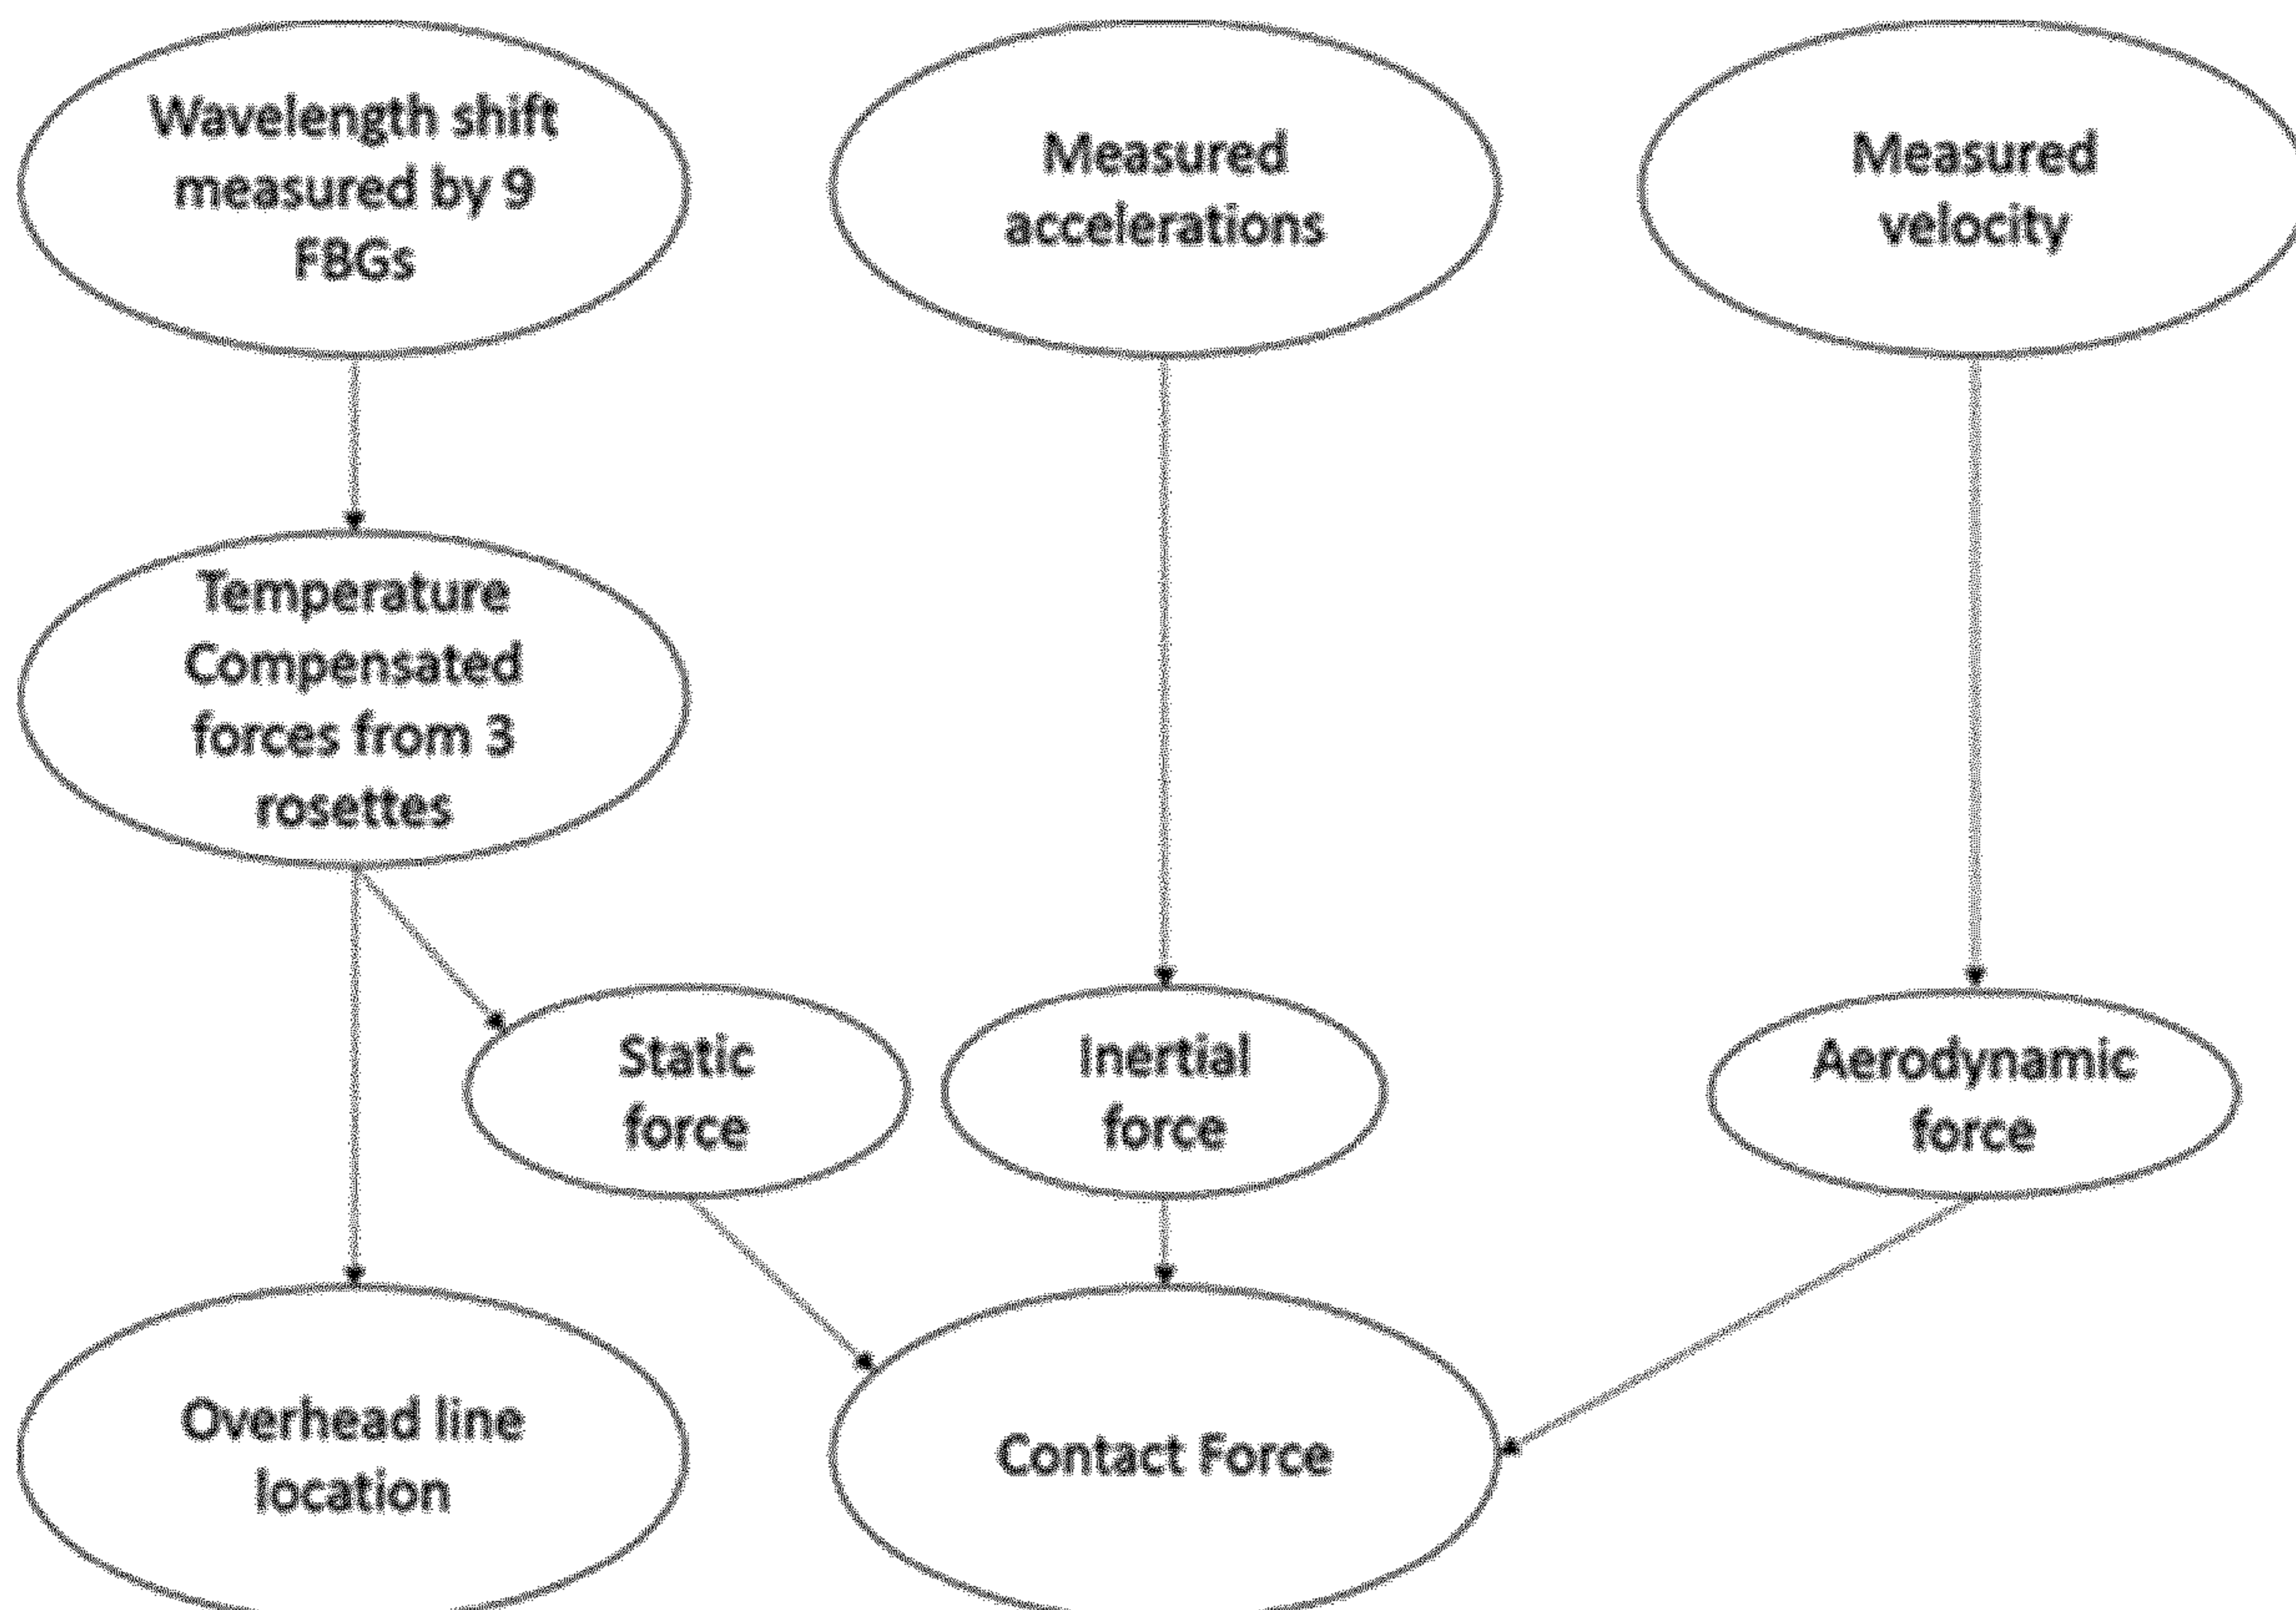 Wavelength shift
measured by 9
FBGs
Measured
accelerations
Measured
velocity
Temperature
Compensated
forces from 3
rosettes
Static
force
Inertial
force
Aerodynamic
force
Overhead line
location
Contact Force